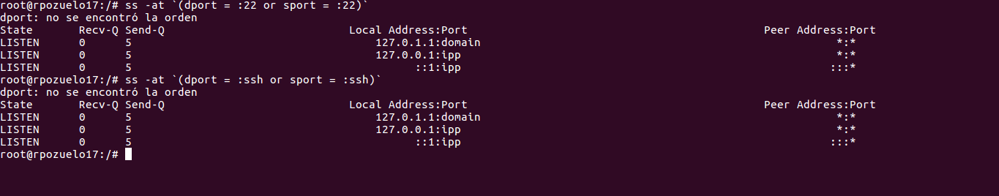 root@rpozuelo17:/# ss -at `(dport = :22 or sport = :22)`
dport: no se encontró la orden
State Recv-Q Send-Q Local Address:Port Peer Address:Port
LISTEN 0 5 127.0.1.1:domain *:*
LISTEN 0 5 127.0.0.1:ipp *:*
LISTEN 0 5 ::1:ipp :::*
root@rpozuelo17:/# ss -at `(dport = :ssh or sport = :ssh)`
dport: no se encontró la orden
State Recv-Q Send-Q Local Address:Port Peer Address:Port
LISTEN 0 5 127.0.1.1:domain *:*
LISTEN 0 5 127.0.0.1:ipp *:*
LISTEN 0 5 ::1:ipp :::*
root@rpozuelo17:/#